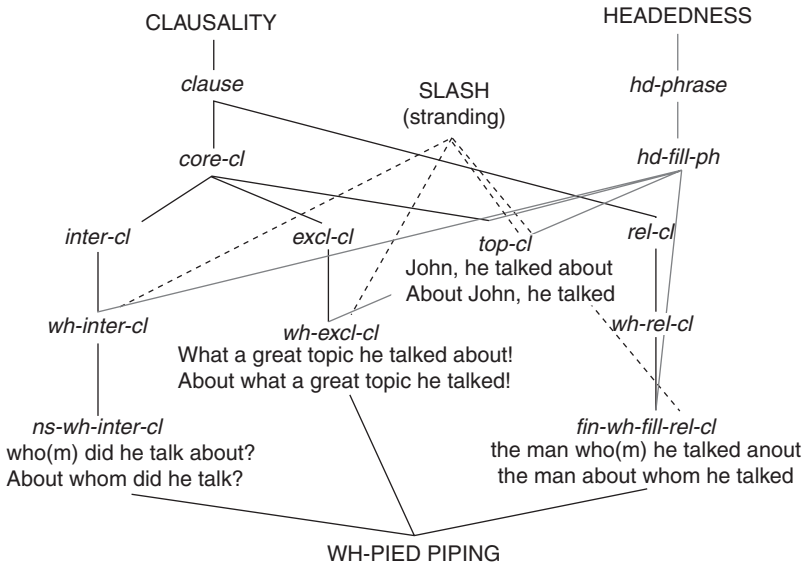 CLAUSALITY
HEADEDNESS
clause
SLASH
(stranding)
hd-phrase
core-cl
hd-fill-ph
inter-cl
excl-cl
top-cl
rel-cl
John, he talked about
About John, he talked
wh-inter-cl
wh-excl-cl
wh-rel-cl
What a great topic he talked about!
About what a great topic he talked!
ns-wh-inter-cl
fin-wh-fill-rel-cl
who(m) did he talk about?
the man who(m) he talked anout
About whom did he talk?
the man about whom he talked
WH-PIED PIPING